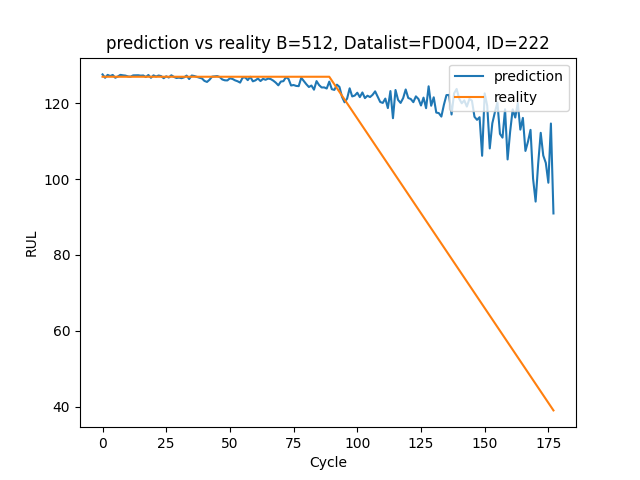 prediction vs reality B=512, Datalist=FD004, ID=222
prediction
reality
RUL
120
100
80
60
40
0 25 50 75 100 125 150 175
Cycle